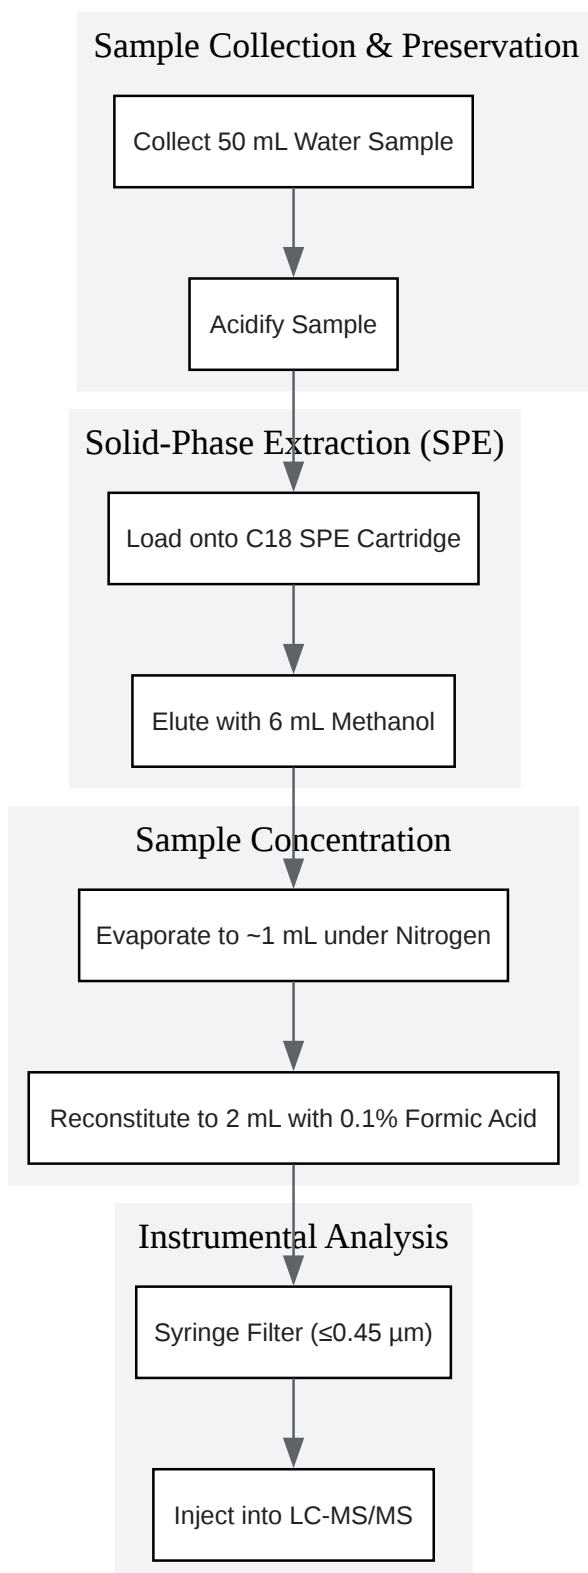 Sample Collection & Preservation
Collect 50 mL Water Sample
Acidify Sample
Solid-Phase Extraction (SPE)
Load onto C18 SPE Cartridge
Elute with 6 mL Methanol
Sample Concentration
Evaporate to ~1 mL under Nitrogen
Reconstitute to 2 mL with 0.1% Formic Acid
Instrumental Analysis
Syringe Filter (≤0.45 µm)
Inject into LC-MS/MS